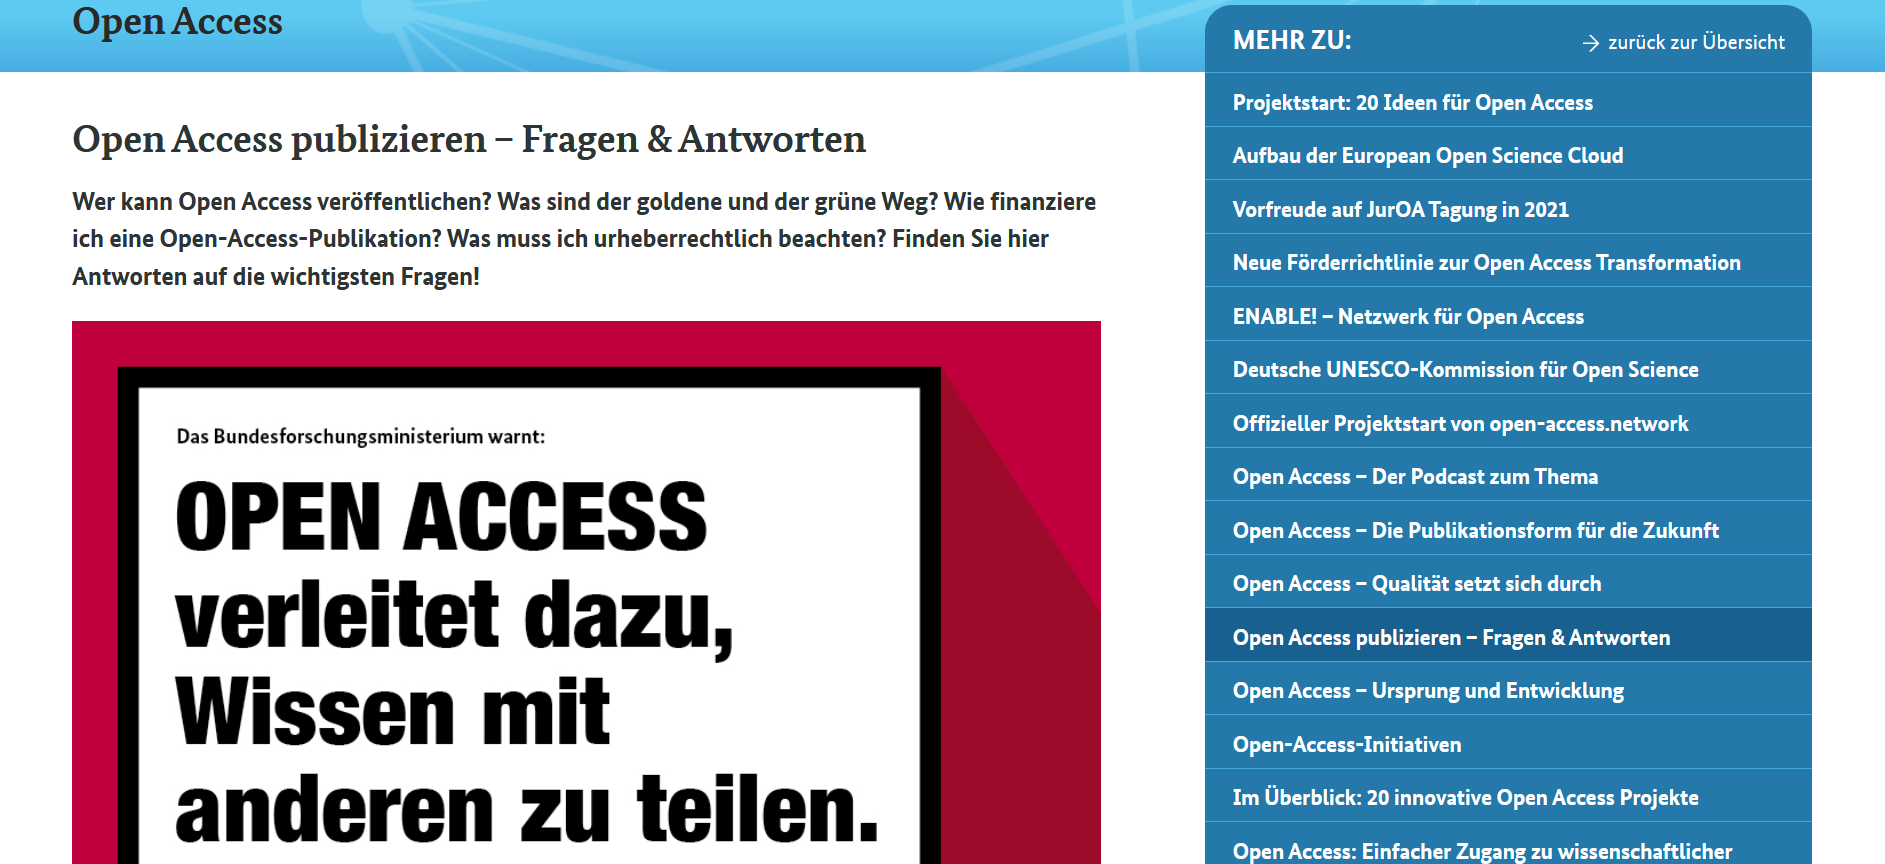 Open Access
Open Access publizieren – Fragen & Antworten
Wer kann Open Access veröffentlichen? Was sind der goldene und der grüne Weg? Wie finanziere
ich eine Open-Access-Publikation? Was muss ich urheberrechtlich beachten? Finden Sie hier
Antworten auf die wichtigsten Fragen!
Das Bundesforschungsministerium warnt:
OPEN ACCESS
verleitet dazu,
Wissen mit
anderen zu teilen.
MEHR ZU:
→ zurück zur Übersicht
Projektstart: 20 Ideen für Open Access
Aufbau der European Open Science Cloud
Vorfreude auf JurOA Tagung in 2021
Neue Förderrichtlinie zur Open Access Transformation
ENABLE! – Netzwerk für Open Access
Deutsche UNESCO-Kommission für Open Science
Offizieller Projektstart von open-access.network
Open Access – Der Podcast zum Thema
Open Access – Die Publikationsform für die Zukunft
Open Access – Qualität setzt sich durch
Open Access publizieren – Fragen & Antworten
Open Access – Ursprung und Entwicklung
Open-Access-Initiativen
Im Überblick: 20 innovative Open Access Projekte
Open Access: Einfacher Zugang zu wissenschaftlicher